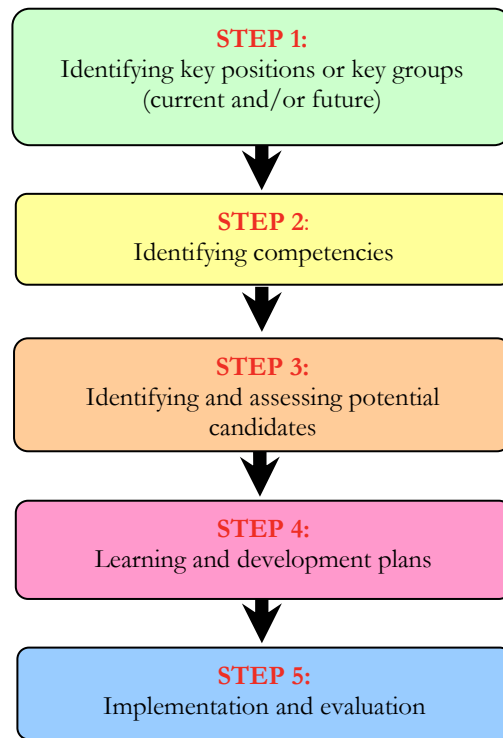 STEP 1:
Identifying key positions or key groups
(current and/or future)
STEP 2:
Identifying competencies
STEP 3:
Identifying and assessing potential
candidates
STEP 4:
Learning and development plans
STEP 5:
Implementation and evaluation